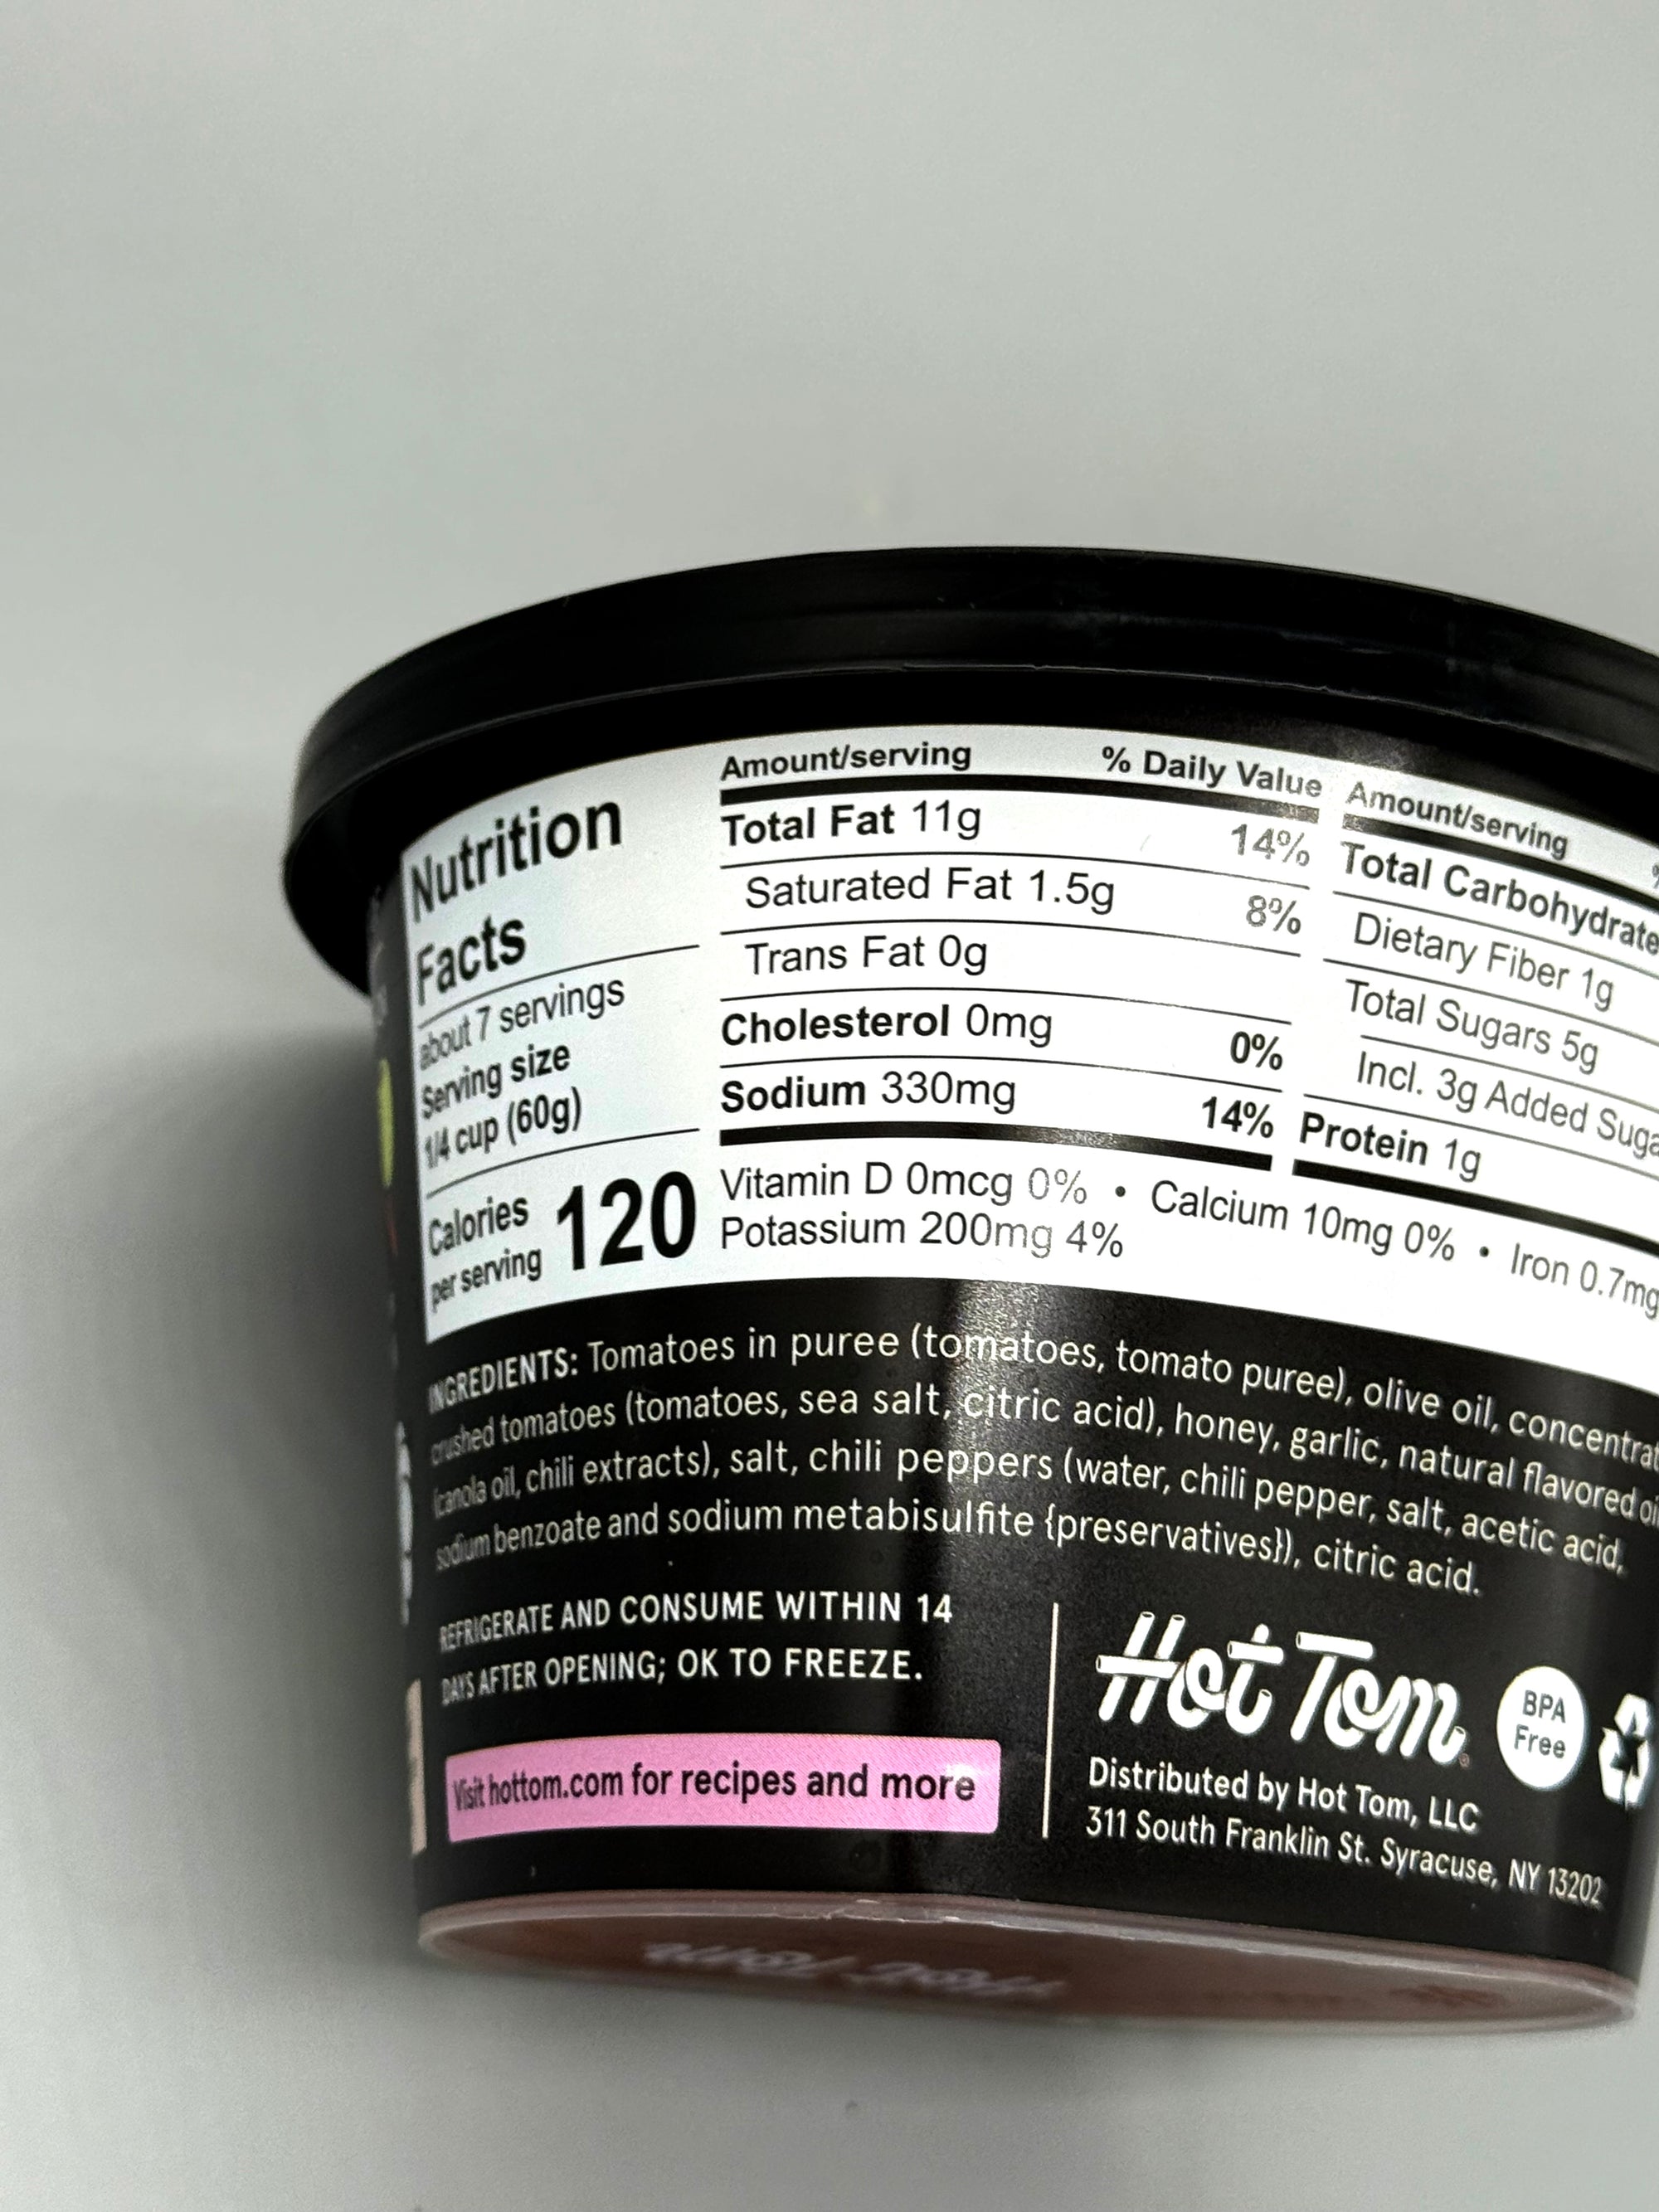 Nutrition
Facts
about 7 servings
Serving size
1/4 cup (60g)
Calories
per serving
120
Amount/serving % Daily Value
Total Fat 11g 14%
Saturated Fat 1.5g 8%
Trans Fat 0g
Cholesterol 0mg 0%
Sodium 330mg 14%
Amount/serving
Total Carbohydrate
Dietary Fiber 1g
Total Sugars 5g
Incl. 3g Added
Protein 1g
Vitamin D 0mcg 0% • Calcium 10mg 0% • Iron 0.7mg
Potassium 200mg 4%
INGREDIENTS: Tomatoes in puree (tomatoes, tomato puree), olive oil,
crushed tomatoes (tomatoes, sea salt, citric acid), honey, garlic, natural flavored
(canola oil, chili extracts), salt, chili peppers (water, chili pepper, salt, acetic acid,
sodium benzoate and sodium metabisulfite {preservatives}), citric acid.
REFRIGERATE AND CONSUME WITHIN 14
DAYS AFTER OPENING; OK TO FREEZE.
Visit hottom.com for recipes and more
Hot Tom
BPA
Free
Distributed by Hot Tom, LLC
311 South Franklin St. Syracuse, NY 13202